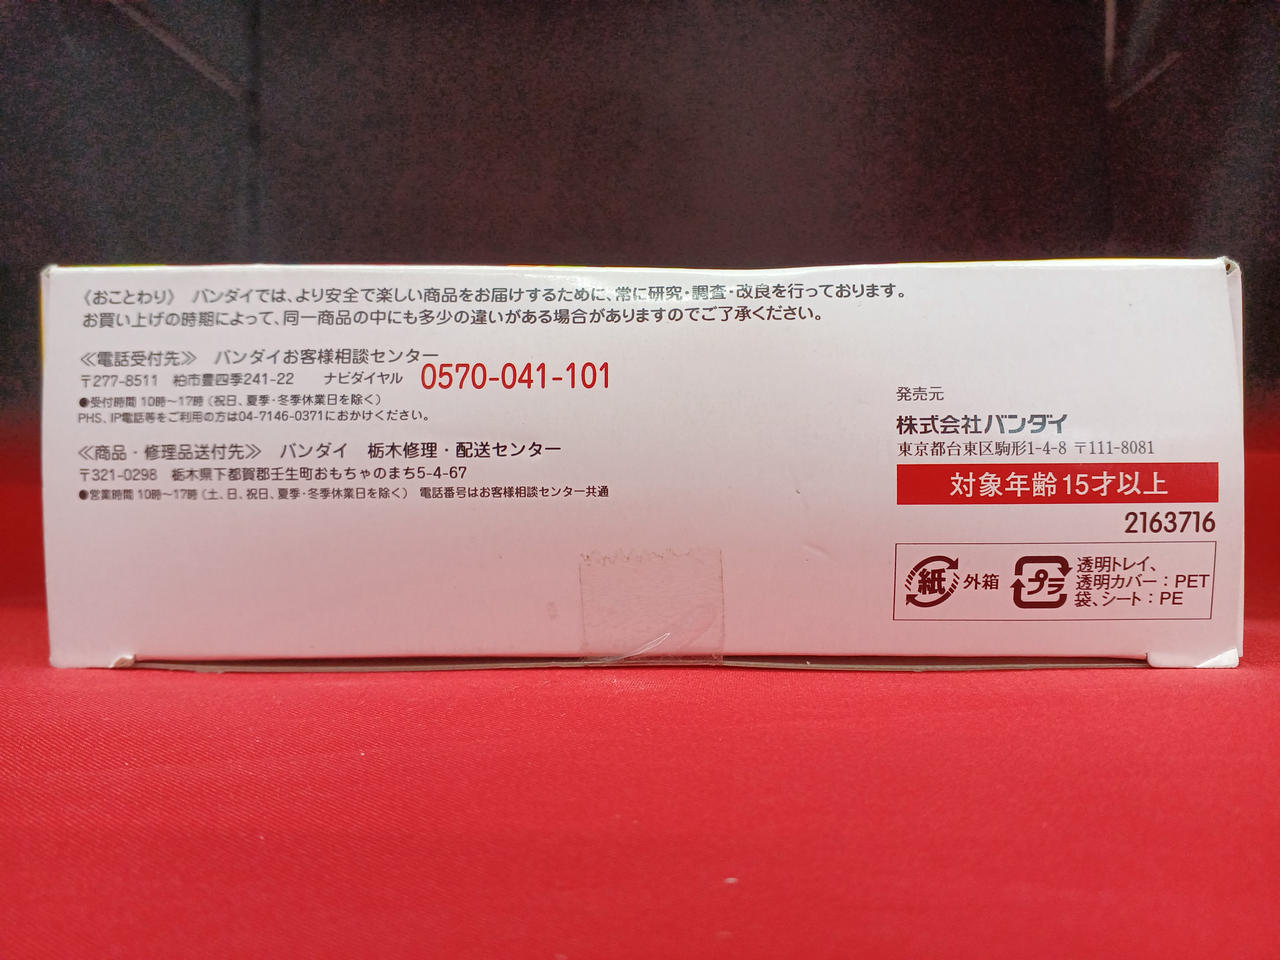 《おことわり》 バンダイでは、より安全で楽しい商品をお届けするために、常に研究・調査・改良を行っております。
お買い上げの時期によって、同一商品の中にも多少の違いがある場合がありますのでご了承ください。
≪電話受付先≫ バンダイお客様相談センター
〒277-8511 柏市豊四季241-22 ナビダイヤル 0570-041-101
●受付時間 10時〜17時（祝日、夏季・冬季休業日を除く）
PHS、IP電話等をご利用の方は04-7146-0371におかけください。
≪商品・修理品送付先≫ バンダイ 栃木修理・配送センター
〒321-0298 栃木県下都賀郡壬生町おもちゃのまち5-4-67
●営業時間 10時〜17時（土、日、祝日、夏季・冬季休業日を除く） 電話番号はお客様相談センター共通
発売元
株式会社バンダイ
東京都台東区駒形1-4-8 〒111-8081
対象年齢 15才以上
2163716
紙 外箱
プラ 透明トレイ、
透明カバー：PET
袋、シート：PE